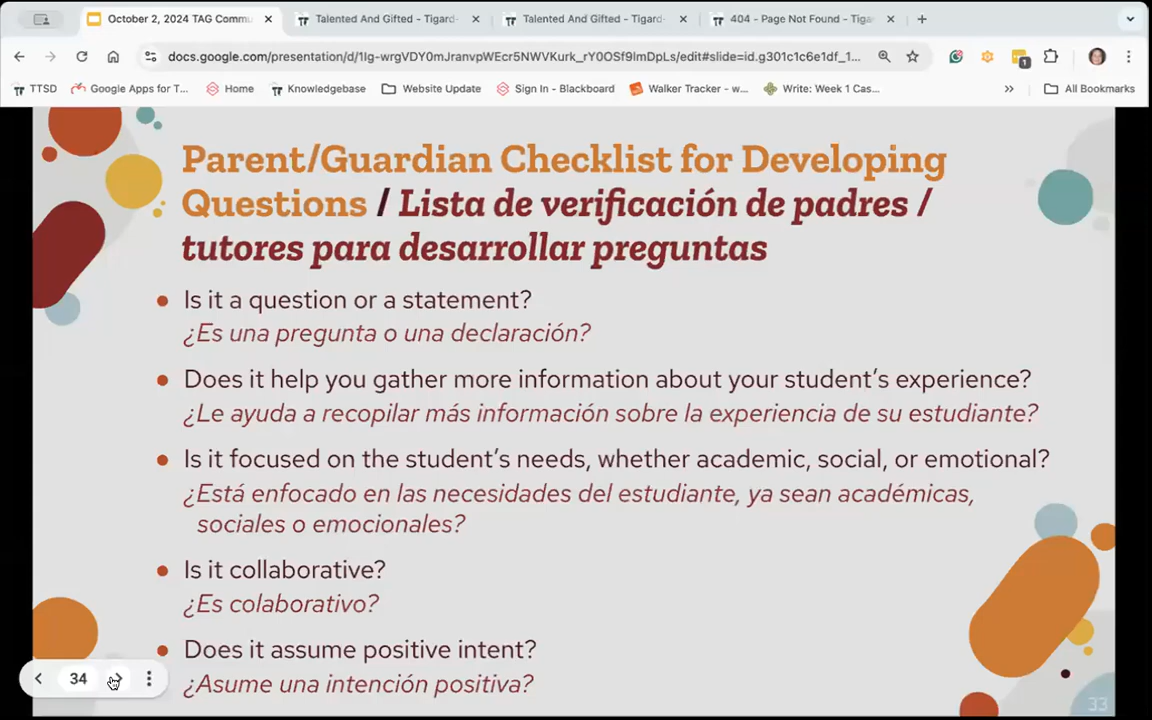 October 2, 2024 TAG Commu
Talented And Gifted - Tigard-
Talented And Gifted - Tigard-
404 - Page Not Found - Tiga
docs.google.com/presentation/d/1Ig-wrgVDY0mJranvpWEcr5NWVKurk_rY0OSf9lmDpLs/edit#slide=id.g301c1c6e1df_1...
1
TTSD
Google Apps for T...
Home
Knowledgebase
Website Update
Sign In - Blackboard
Walker Tracker - w...
Write: Week 1 Cas...
All Bookmarks
Parent/Guardian Checklist for Developing
Questions / Lista de verificación de padres /
tutores para desarrollar preguntas
Is it a question or a statement?
¿Es una pregunta o una declaración?
Does it help you gather more information about your student's experience?
¿Le ayuda a recopilar más información sobre la experiencia de su estudiante?
Is it focused on the student's needs, whether academic, social, or emotional?
¿Está enfocado en las necesidades del estudiante, ya sean académicas,
sociales o emocionales?
Is it collaborative?
¿Es colaborativo?
Does it assume positive intent?
¿Asume una intención positiva?
34
33